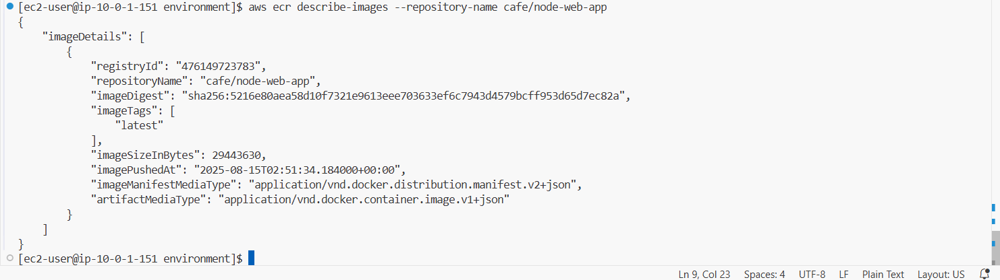 [ec2-user@ip-10-0-1-151 environment]$ aws ecr describe-images --repository-name cafe/node-web-app
{
    "imageDetails": [
        {
            "registryId": "476149723783",
            "repositoryName": "cafe/node-web-app",
            "imageDigest": "sha256:5216e80aea58d10f7321e9613eee703633ef6c7943d4579bcff953d65d7ec82a",
            "imageTags": [
                "latest"
            ],
            "imageSizeInBytes": 29443630,
            "imagePushedAt": "2025-08-15T02:51:34.184000+00:00",
            "imageManifestMediaType": "application/vnd.docker.distribution.manifest.v2+json",
            "artifactMediaType": "application/vnd.docker.container.image.v1+json"
        }
    ]
}
[ec2-user@ip-10-0-1-151 environment]$
Ln 9, Col 23 Spaces: 4 UTF-8 LF Plain Text Layout: US